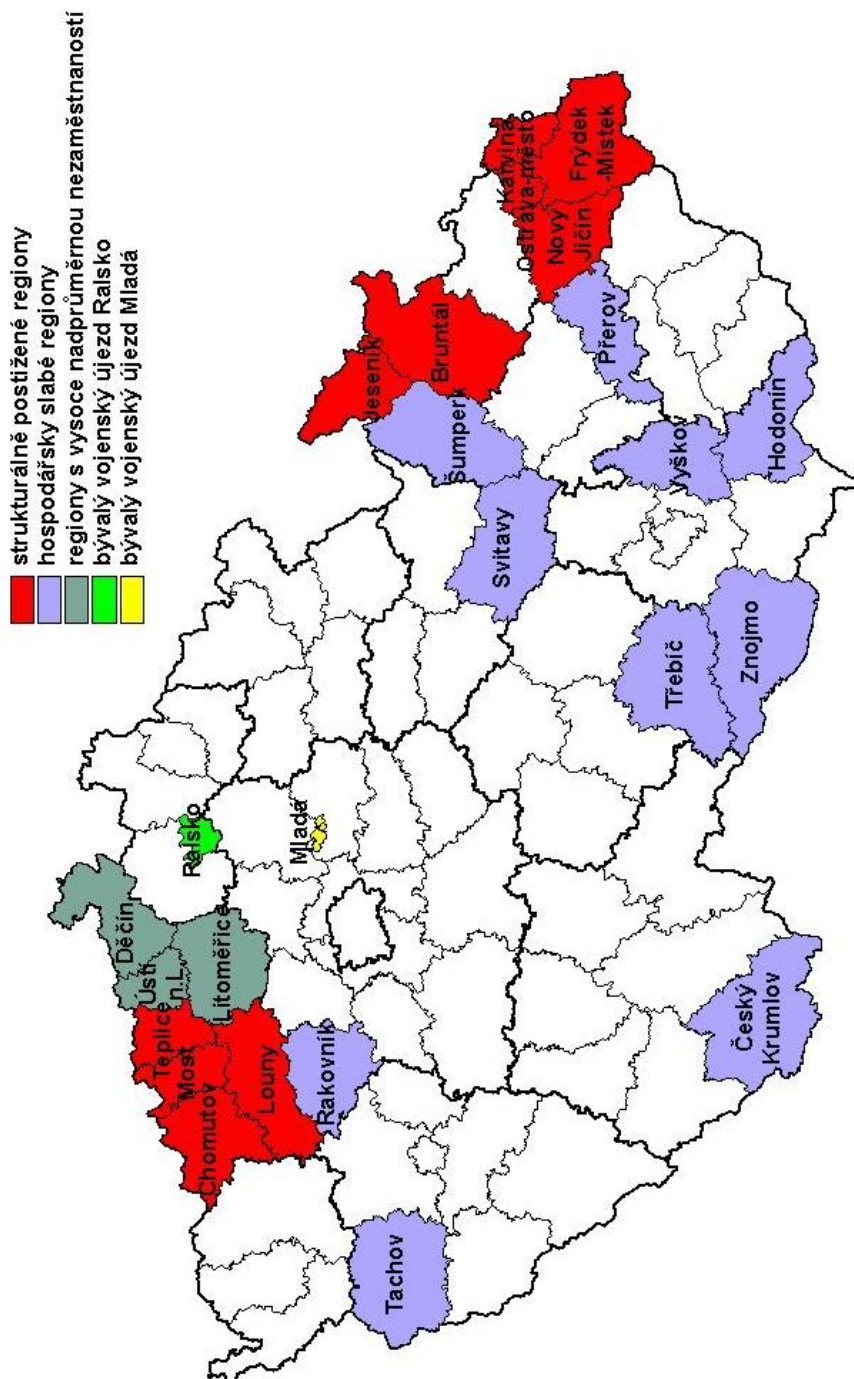 strukturálně postižené regiony
hospodářsky slabé regiony
regiony s vysoce nadprůměrnou nezaměstnaností
bývalý vojenský újezd Ralsko
bývalý vojenský újezd Mladá
Děčín
Ústí
n.L.
Teplice
Most
Chomutov
Litoměřice
Louny
Ralsko
Rakovník
Mladá
Tachov
Český
Krumlov
Jeseník
Bruntál
Šumperk
Svitavy
Karviná
Ostrava-město
Frýdek
-Místek
Nový
Jičín
Přerov
Vyškov
Hodonín
Třebíč
Znojmo